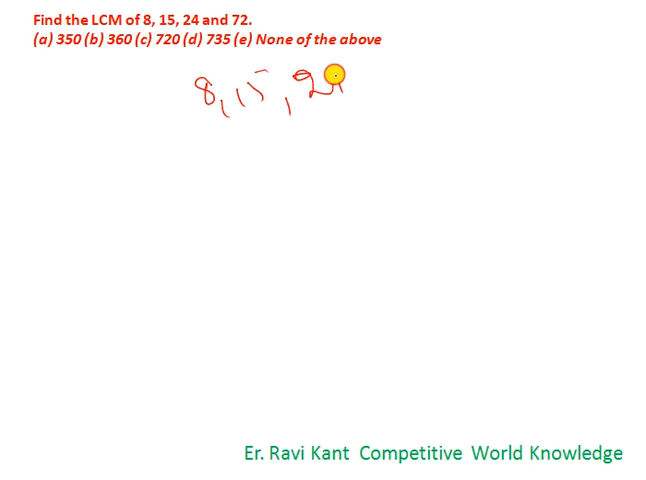 Find the LCM of 8, 15, 24 and 72.
(a) 350 (b) 360 (c) 720 (d) 735 (e) None of the above
8, 15, 24
Er. Ravi Kant Competitive World Knowledge